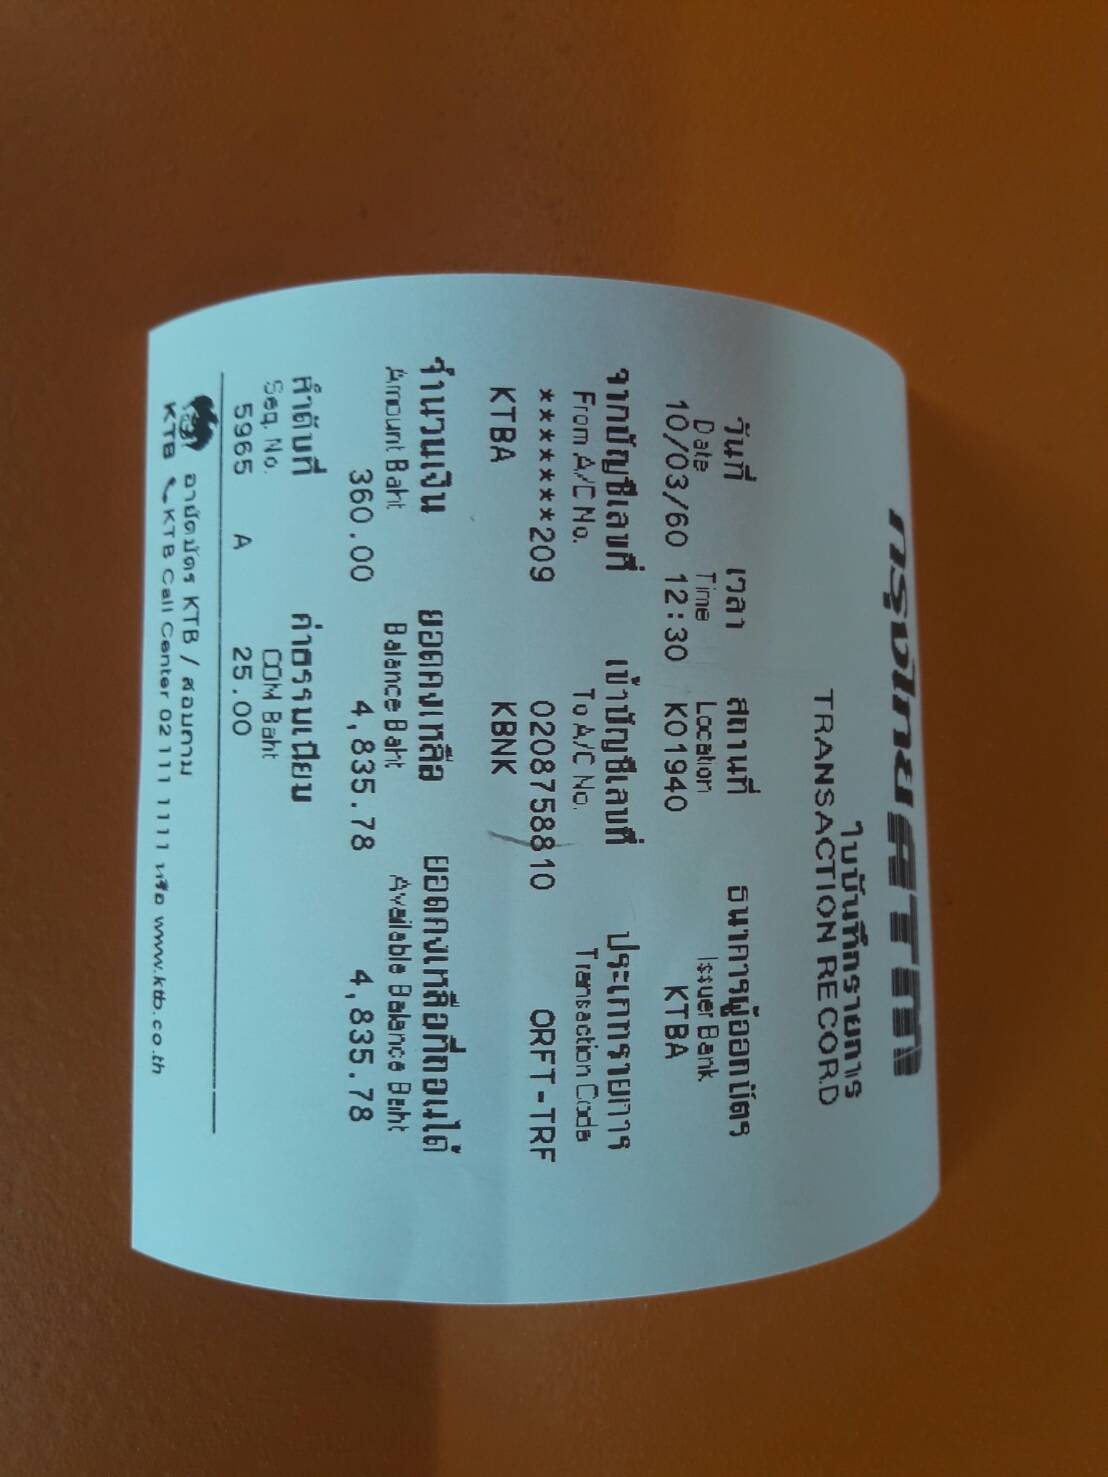 กรุงไทย ATM
ใบบันทึกรายการ
TRANSACTION RECORD
วันที่ เวลา สถานที่ ธนาคารผู้ออกบัตร
Date Time Location Issuer Bank
10/03/60 12:30 K01940 KTBA
จากบัญชีเลขที่ เข้าบัญชีเลขที่ ประเภทรายการ
From A/C No. To A/C No. Transaction Code
*******209 0208758810 ORFT-TRF
KTBA KBNK
จำนวนเงิน ยอดคงเหลือ ยอดคงเหลือที่ถอนได้
Amount Baht Balance Baht Available Balance Baht
360.00 4,835.78 4,835.78
ลำดับที่ ค่าธรรมเนียม
Seq. No. COM Baht
5965 A 25.00
อายัดบัตร KTB / สอบถาม
KTB KTB Call Center 02 111 1111 หรือ www.ktb.co.th